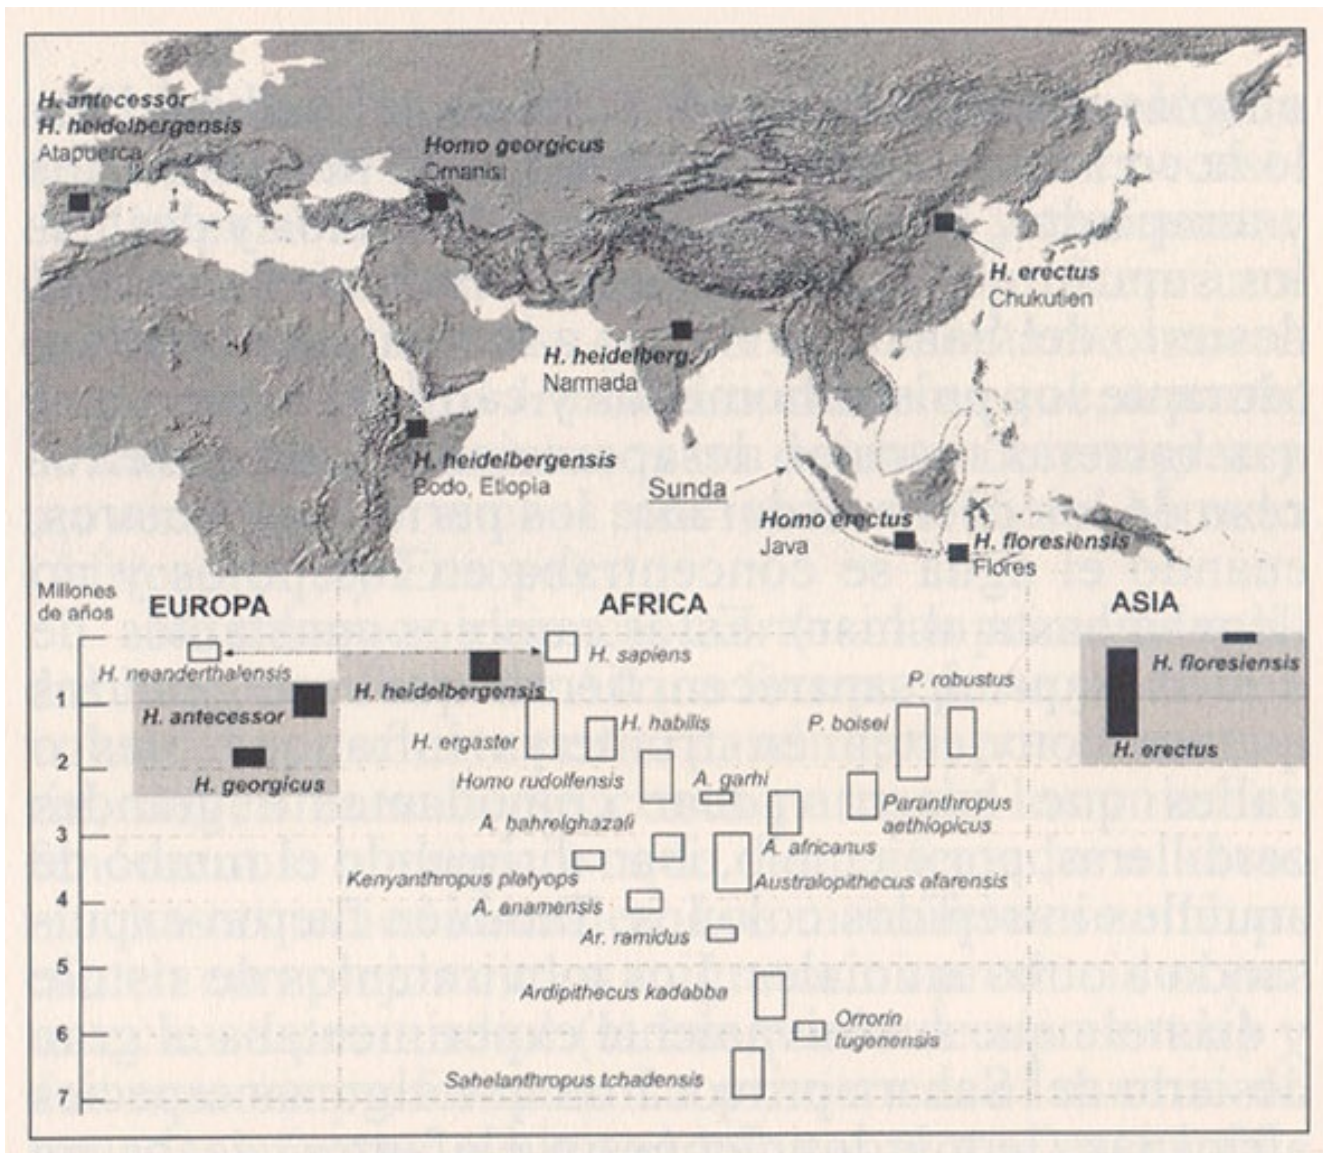 H. antecessor
H. heidelbergensis
Atapuerca
Homo georgicus
Dmanisi
H. erectus
Chukutien
H. heidelberg.
Narmada
H. heidelbergensis
Bodo, Etiopia
Sunda
Homo erectus
Java
H. floresiensis
Flores
Millones
de años
EUROPA
AFRICA
ASIA
H. neanderthalensis
H. sapiens
H. floresiensis
H. heidelbergensis
P. robustus
1
H. antecessor
H. habilis
P. boisei
H. ergaster
H. erectus
2
H. georgicus
Homo rudolfensis
A. garhi
Paranthropus
aethiopicus
A. bahrelghazali
3
A. africanus
Kenyanthropus platyops
Australopithecus afarensis
4
A. anamensis
Ar. ramidus
5
Ardipithecus kadabba
6
Orrorin
tugenensis
Sahelanthropus tchadensis
7